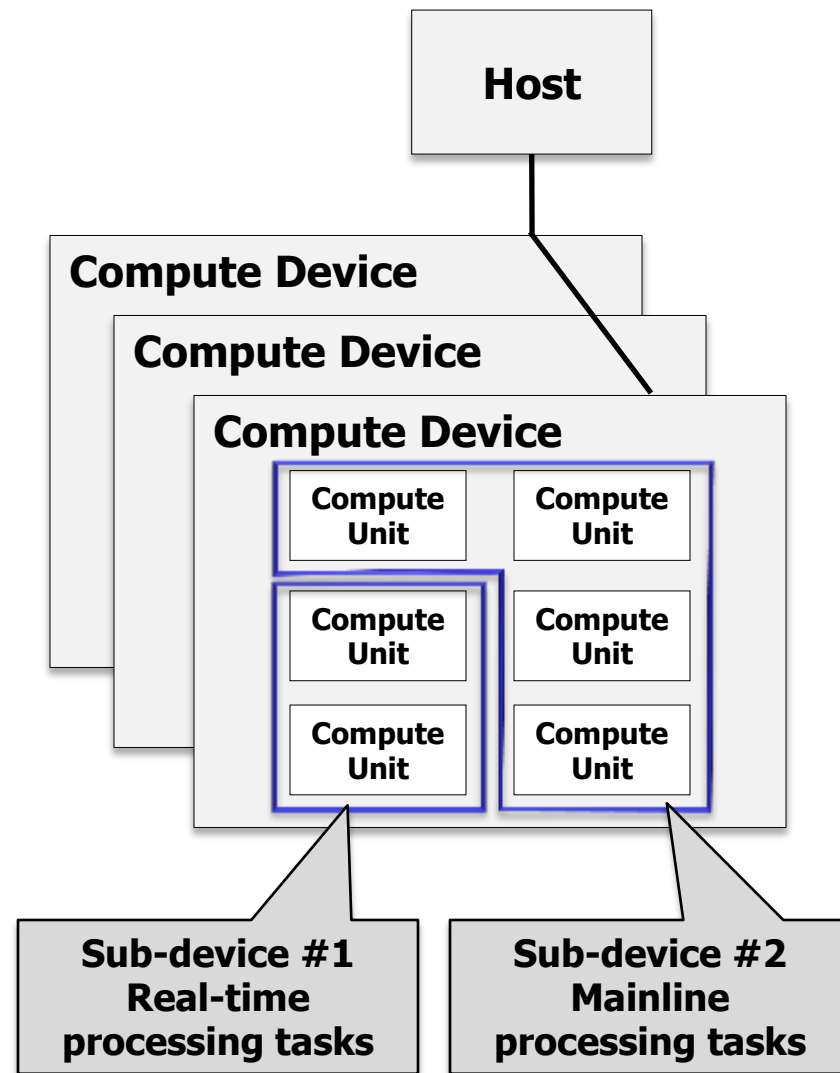 Host
Compute Device
Compute Device
Compute Device
Compute
Unit
Compute
Unit
Compute
Unit
Compute
Unit
Compute
Unit
Compute
Unit
Sub-device #1
Real-time
processing tasks
Sub-device #2
Mainline
processing tasks